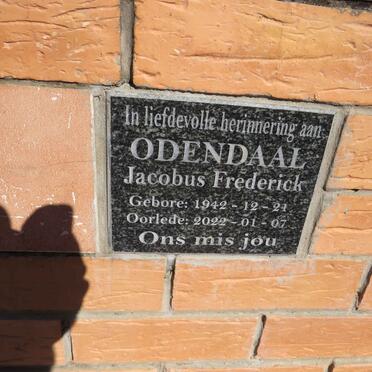 In liefdevolle herinnering aan
ODENDAAL
Jacobus Frederick
Gebore: 1942 - 12 - 21
Oorlede: 2022 - 01 - 07
Ons mis jou